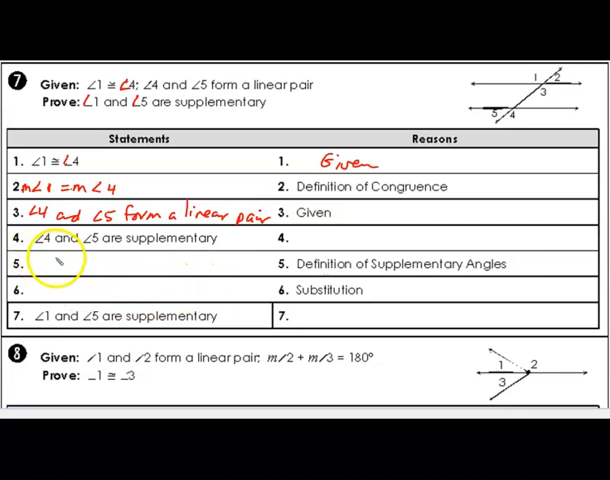 7
Given: ∠1 ≅ ∠4; ∠4 and ∠5 form a linear pair
Prove: ∠1 and ∠5 are supplementary
1 2
3
5 4
Statements Reasons
1. ∠1 ≅ ∠4 1. Given
2 m∠1 = m∠4 2. Definition of Congruence
3. ∠4 and ∠5 form a linear pair 3. Given
4. ∠4 and ∠5 are supplementary 4.
5. 5. Definition of Supplementary Angles
6. 6. Substitution
7. ∠1 and ∠5 are supplementary 7.
8
Given: ∠1 and ∠2 form a linear pair; m∠2 + m∠3 = 180°
Prove: ∠1 ≅ ∠3
1 2
3